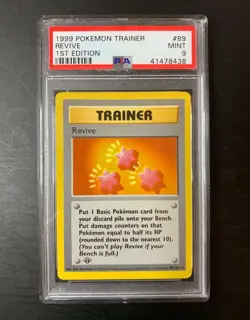 1999 POKEMON TRAINER #89
REVIVE MINT
1ST EDITION 9
PSA 41478438
TRAINER
Revive
Put 1 Basic Pokémon card from
your discard pile onto your Bench.
Put damage counters on that
Pokémon equal to half its HP
(rounded down to the nearest 10).
(You can't play Revive if your
Bench is full.)